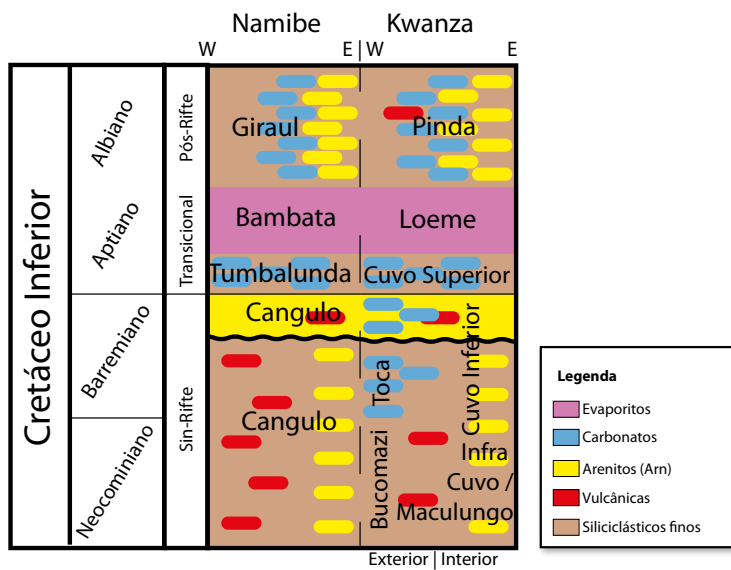 Namibe Kwanza
W E | W E
Cretáceo Inferior
Albiano
Aptiano
Barremiano
Neocominiano
Pós-Rifte
Transicional
Sin-Rifte
Giraul
Pinda
Bambata
Loeme
Tumbalunda
Cuvo Superior
Cangulo
Cangulo
Toca
Bucomazi
Cuvo Inferior
Infra
Cuvo /
Maculungo
Exterior | Interior
Legenda
Evaporitos
Carbonatos
Arenitos (Arn)
Vulcânicas
Siliciclásticos finos